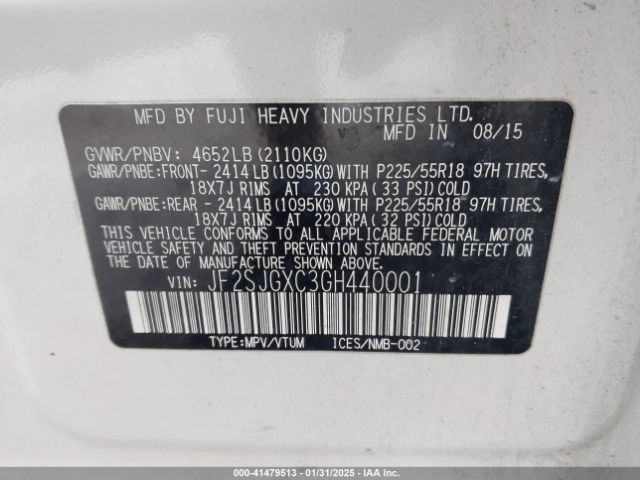 MFD BY FUJI HEAVY INDUSTRIES LTD.
MFD IN 08/15
GVWR/PNBV: 4652LB(2110KG)
GAWR/PNBE:FRONT- 2414LB(1095KG)WITH P225/55R18 97H TIRES,
18X7J RIMS AT 230 KPA( 33 PSI)COLD
GAWR/PNBE:REAR - 2414LB(1095KG)WITH P225/55R18 97H TIRES,
18X7J RIMS AT 220 KPA( 32 PSI)COLD
THIS VEHICLE CONFORMS TO ALL APPLICABLE FEDERAL MOTOR
VEHICLE SAFETY AND THEFT PREVENTION STANDARDS IN EFFECT
ON THE DATE OF MANUFACTURE SHOWN ABOVE.
VIN: JF2SJGXC3GH440001
TYPE:MPV/VTUM ICES/NMB-002
000-41479513 - 01/31/2025 - IAA Inc.